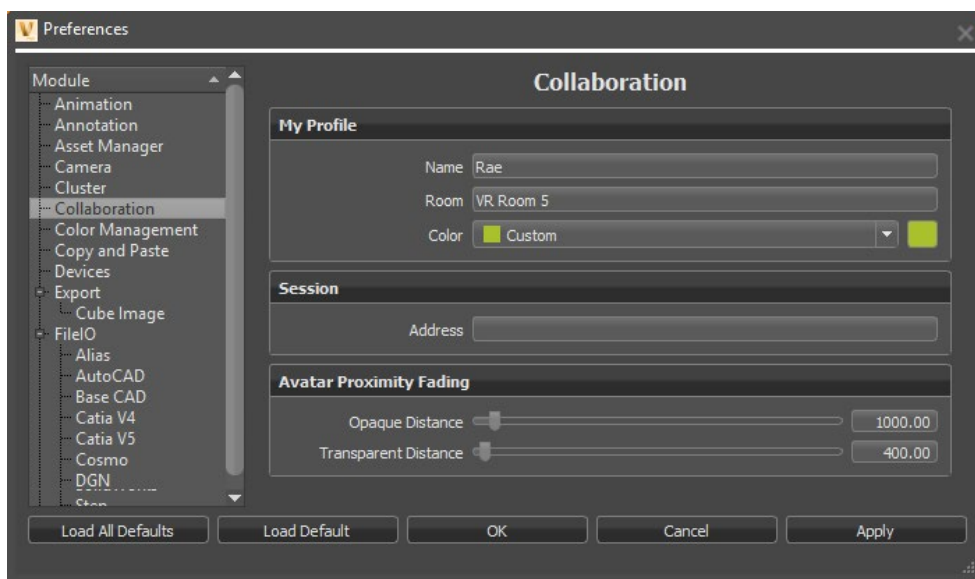 Preferences
Module
Animation
Annotation
Asset Manager
Camera
Cluster
Collaboration
Color Management
Copy and Paste
Devices
Export
Cube Image
FileIO
Alias
AutoCAD
Base CAD
Catia V4
Catia V5
Cosmo
DGN
Step
Collaboration
My Profile
Name Rae
Room VR Room 5
Color Custom
Session
Address
Avatar Proximity Fading
Opaque Distance 1000.00
Transparent Distance 400.00
Load All Defaults Load Default OK Cancel Apply